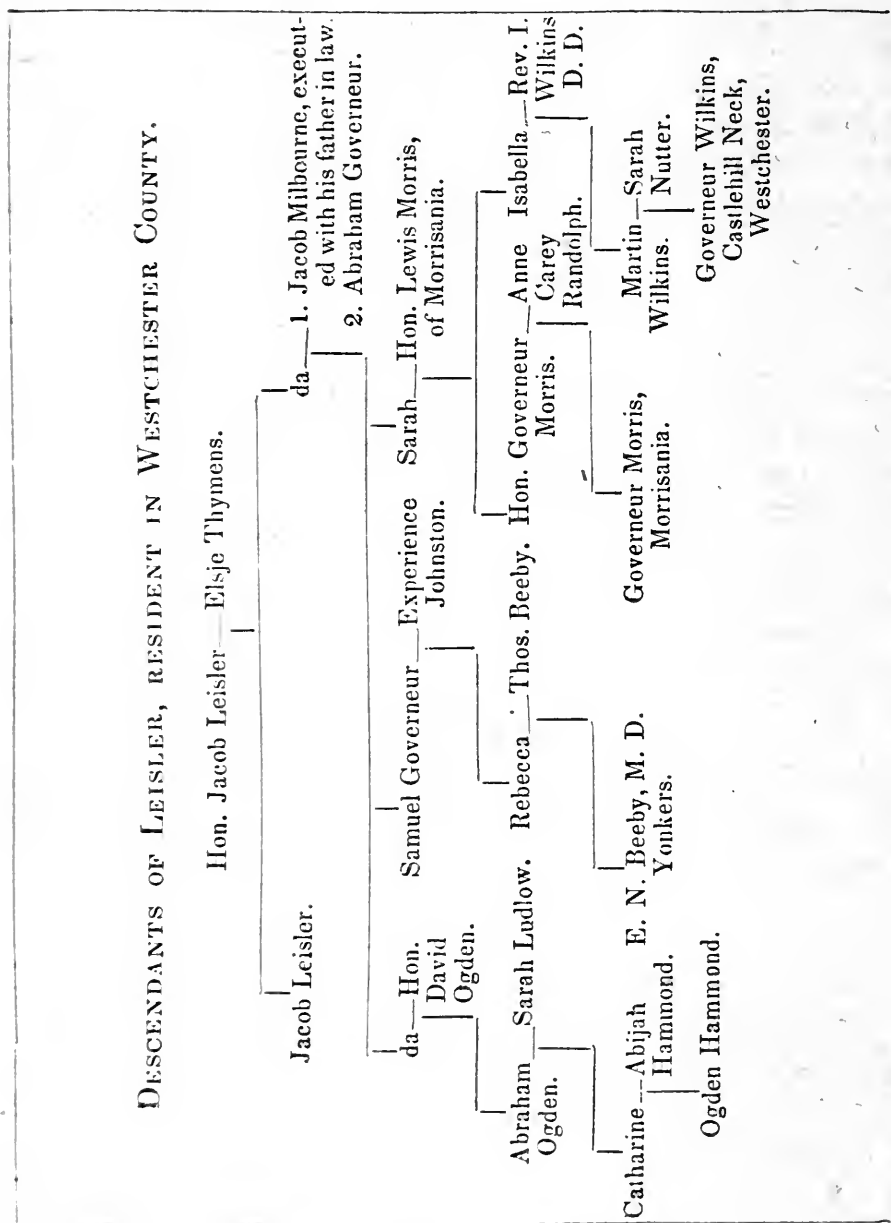 DESCENDANTS OF LEISLER, RESIDENT IN WESTCHESTER COUNTY.
Hon. Jacob Leisler—Elsje Thymens.
Jacob Leisler.
da—1. Jacob Milbourne, execut-
ed with his father in law.
2. Abraham Governeur.
da—Hon.
David
Ogden.
Samuel Governeur—Experience
Johnston.
Sarah—Hon. Lewis Morris,
of Morrisania.
Abraham—Sarah Ludlow.
Ogden.
Rebecca—Thos. Beeby.
Hon. Governeur—Anne
Morris.
Carey
Randolph.
Isabella—Rev. I.
Wilkins
D. D.
Catharine—Abijah
Hammond.
E. N. Beeby, M. D.
Yonkers.
Governeur Morris,
Morrisania.
Martin—Sarah
Wilkins.
Nutter.
Ogden Hammond.
Governeur Wilkins,
Castlehill Neck,
Westchester.